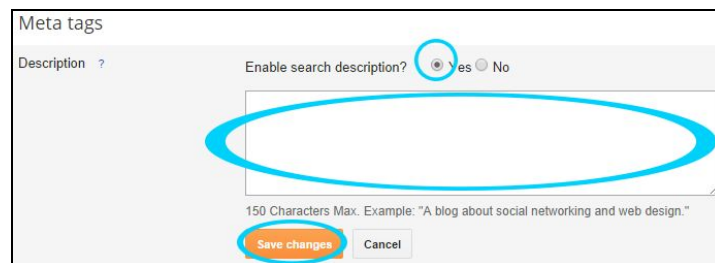 Meta tags
Description ? Enable search description? Yes No
150 Characters Max. Example: "A blog about social networking and web design."
Save changes Cancel